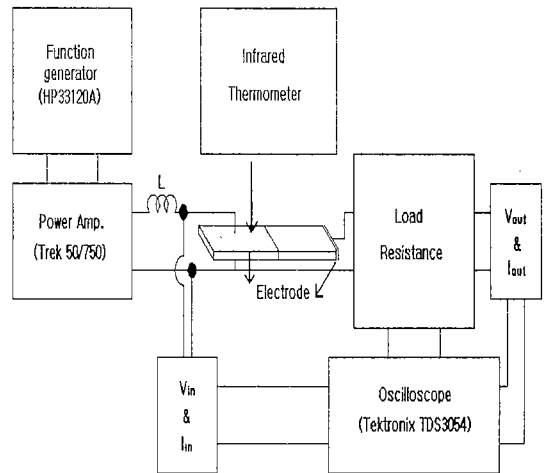 Function
generator
(HP33120A)
Infrared
Thermometer
L
Power Amp.
(Trek 50/750)
Load
Resistance
Vout
&
Iout
Electrode
Vin
&
Iin
Oscilloscope
(Tektronix TDS3054)